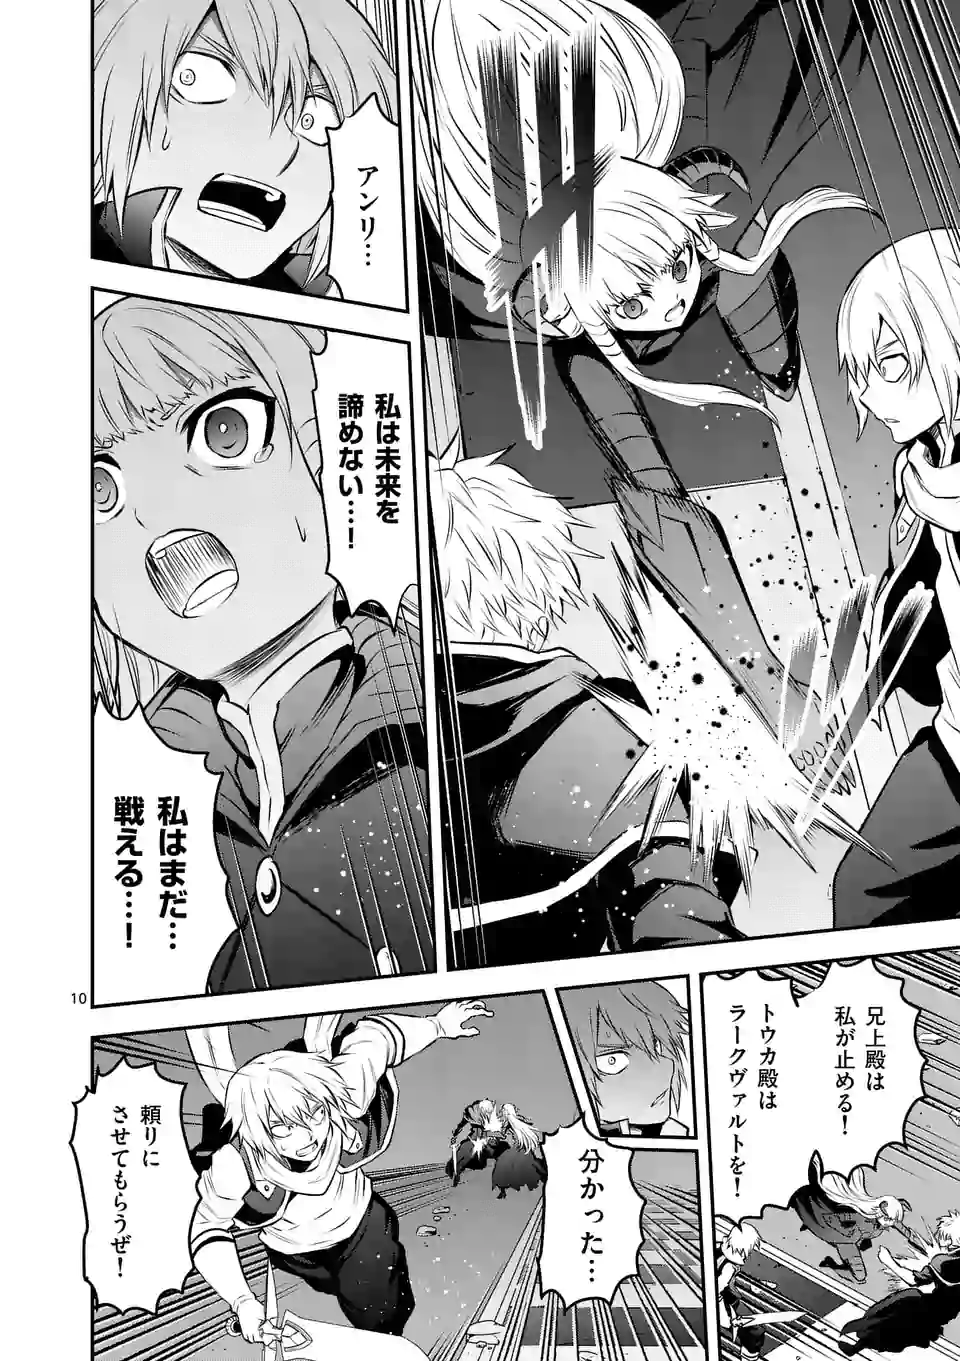 アンリ…
私は未来を
諦めない…！
私はまだ…
戦える…！
兄上殿は
私が止める！
トウカ殿は
ラークヴァルトを！
分かった…
頼りに
させてもらうぜ！
10